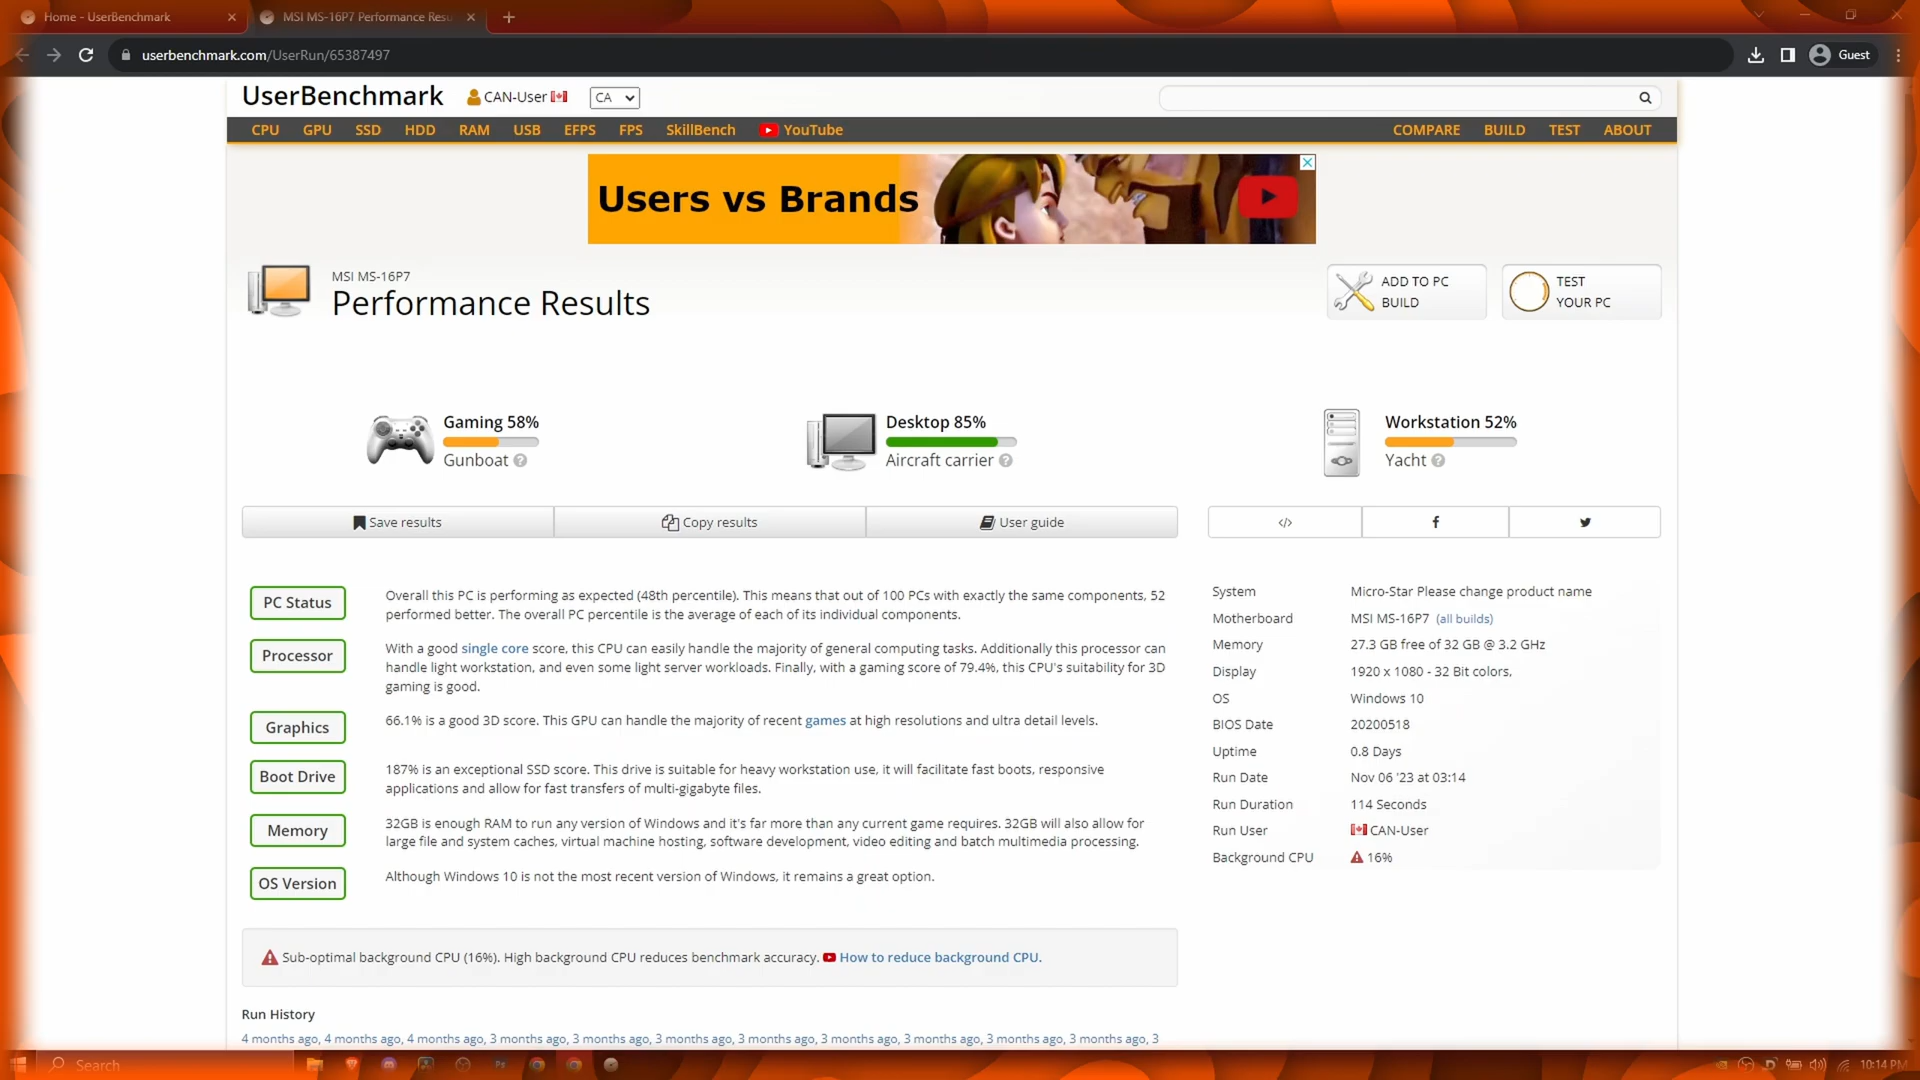 Home - UserBenchmark
MSI MS-16P7 Performance Resu
userbenchmark.com/UserRun/65387497
Guest
UserBenchmark
CAN-User
CA
CPU GPU SSD HDD RAM USB EFPS FPS SkillBench YouTube COMPARE BUILD TEST ABOUT
Users vs Brands
MSI MS-16P7
Performance Results
ADD TO PC
BUILD
TEST
YOUR PC
Gaming 58%
Gunboat
Desktop 85%
Aircraft carrier
Workstation 52%
Yacht
Save results
Copy results
User guide
</>
PC Status
Overall this PC is performing as expected (48th percentile). This means that out of 100 PCs with exactly the same components, 52
performed better. The overall PC percentile is the average of each of its individual components.
Processor
With a good single core score, this CPU can easily handle the majority of general computing tasks. Additionally this processor can
handle light workstation, and even some light server workloads. Finally, with a gaming score of 79.4%, this CPU's suitability for 3D
gaming is good.
Graphics
66.1% is a good 3D score. This GPU can handle the majority of recent games at high resolutions and ultra detail levels.
Boot Drive
187% is an exceptional SSD score. This drive is suitable for heavy workstation use, it will facilitate fast boots, responsive
applications and allow for fast transfers of multi-gigabyte files.
Memory
32GB is enough RAM to run any version of Windows and it's far more than any current game requires. 32GB will also allow for
large file and system caches, virtual machine hosting, software development, video editing and batch multimedia processing.
OS Version
Although Windows 10 is not the most recent version of Windows, it remains a great option.
System Micro-Star Please change product name
Motherboard MSI MS-16P7 (all builds)
Memory 27.3 GB free of 32 GB @ 3.2 GHz
Display 1920 x 1080 - 32 Bit colors,
OS Windows 10
BIOS Date 20200518
Uptime 0.8 Days
Run Date Nov 06 '23 at 03:14
Run Duration 114 Seconds
Run User CAN-User
Background CPU 16%
Sub-optimal background CPU (16%). High background CPU reduces benchmark accuracy. How to reduce background CPU.
Run History
4 months ago, 4 months ago, 4 months ago, 3 months ago, 3 months ago, 3 months ago, 3 months ago, 3 months ago, 3 months ago, 3 months ago, 3 months ago, 3
Search
10:14 PM